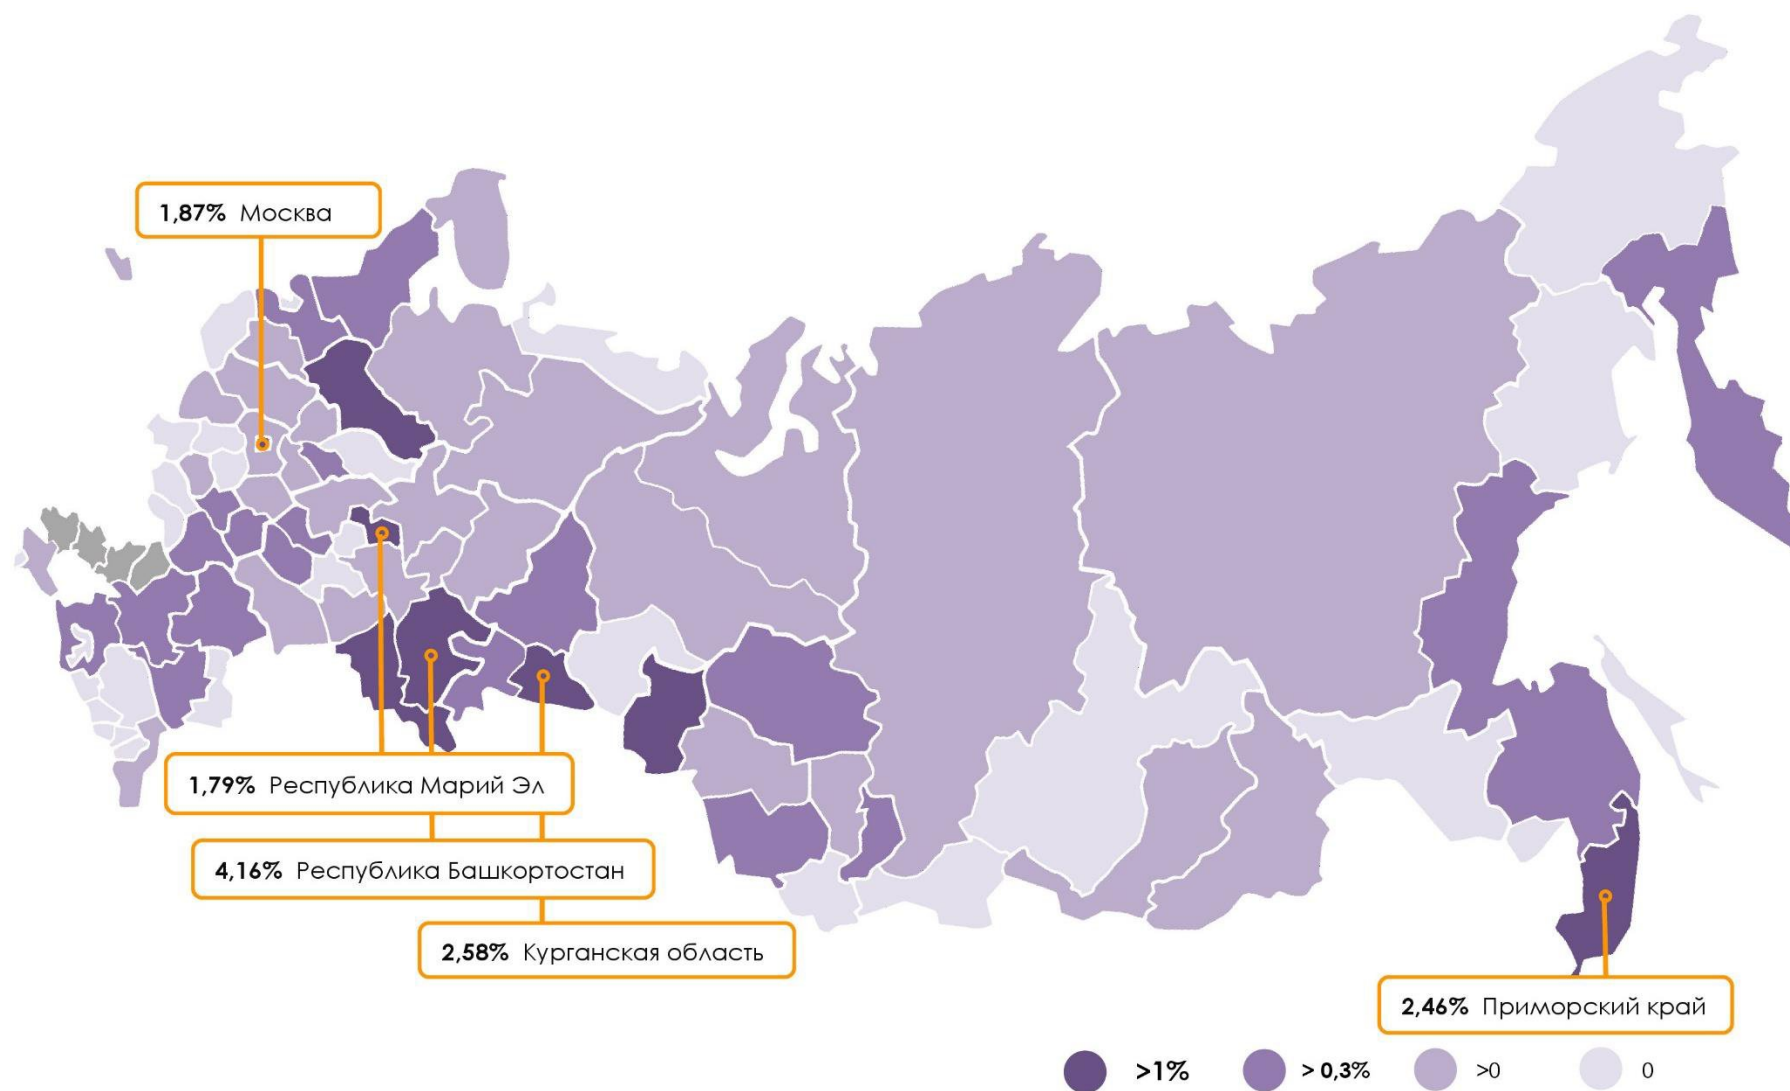 1,87% Москва
1,79% Республика Марий Эл
4,16% Республика Башкортостан
2,58% Курганская область
2,46% Приморский край
>1% > 0,3% >0 0